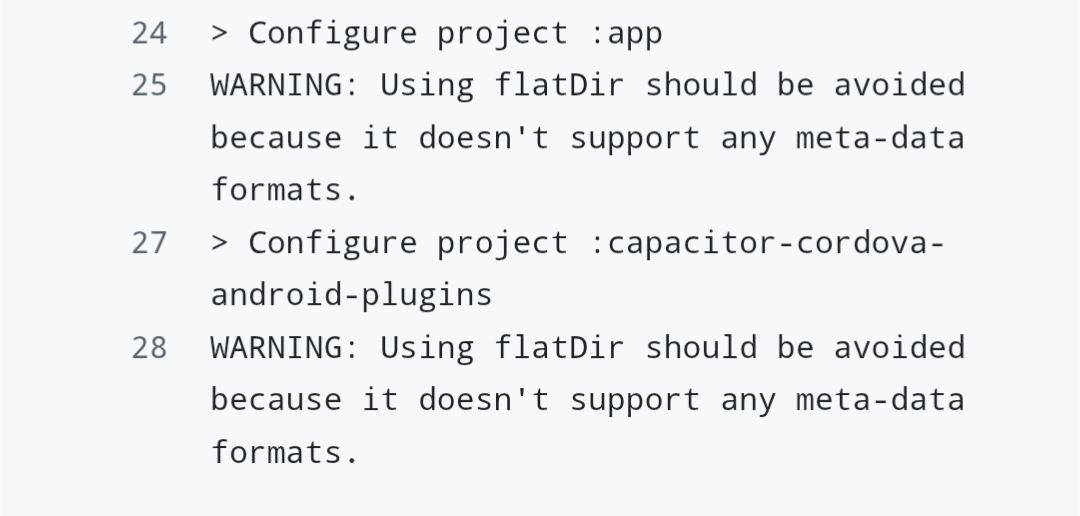 24 > Configure project :app
25 WARNING: Using flatDir should be avoided
because it doesn't support any meta-data
formats.
27 > Configure project :capacitor-cordova-
android-plugins
28 WARNING: Using flatDir should be avoided
because it doesn't support any meta-data
formats.